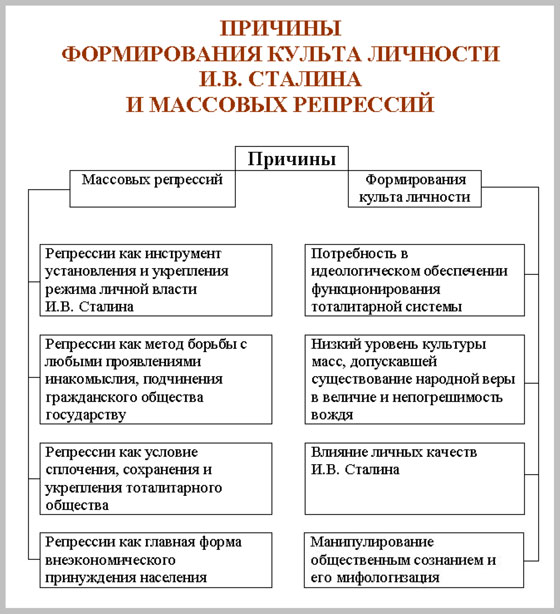 ПРИЧИНЫ
ФОРМИРОВАНИЯ КУЛЬТА ЛИЧНОСТИ
И.В. СТАЛИНА
И МАССОВЫХ РЕПРЕССИЙ
Причины
Массовых репрессий
Репрессии как инструмент
установления и укрепления
режима личной власти
И.В. Сталина
Репрессии как метод борьбы с
любыми проявлениями
инакомыслия, подчинения
гражданского общества
государству
Репрессии как условие
сплочения, сохранения и
укрепления тоталитарного
общества
Репрессии как главная форма
внеэкономического
принуждения населения
Формирования
культа личности
Потребность в
идеологическом обеспечении
функционирования
тоталитарной системы
Низкий уровень культуры
масс, допускавшей
существование народной веры
в величие и непогрешимость
вождя
Влияние личных качеств
И.В. Сталина
Манипулирование
общественным сознанием и
его мифологизация